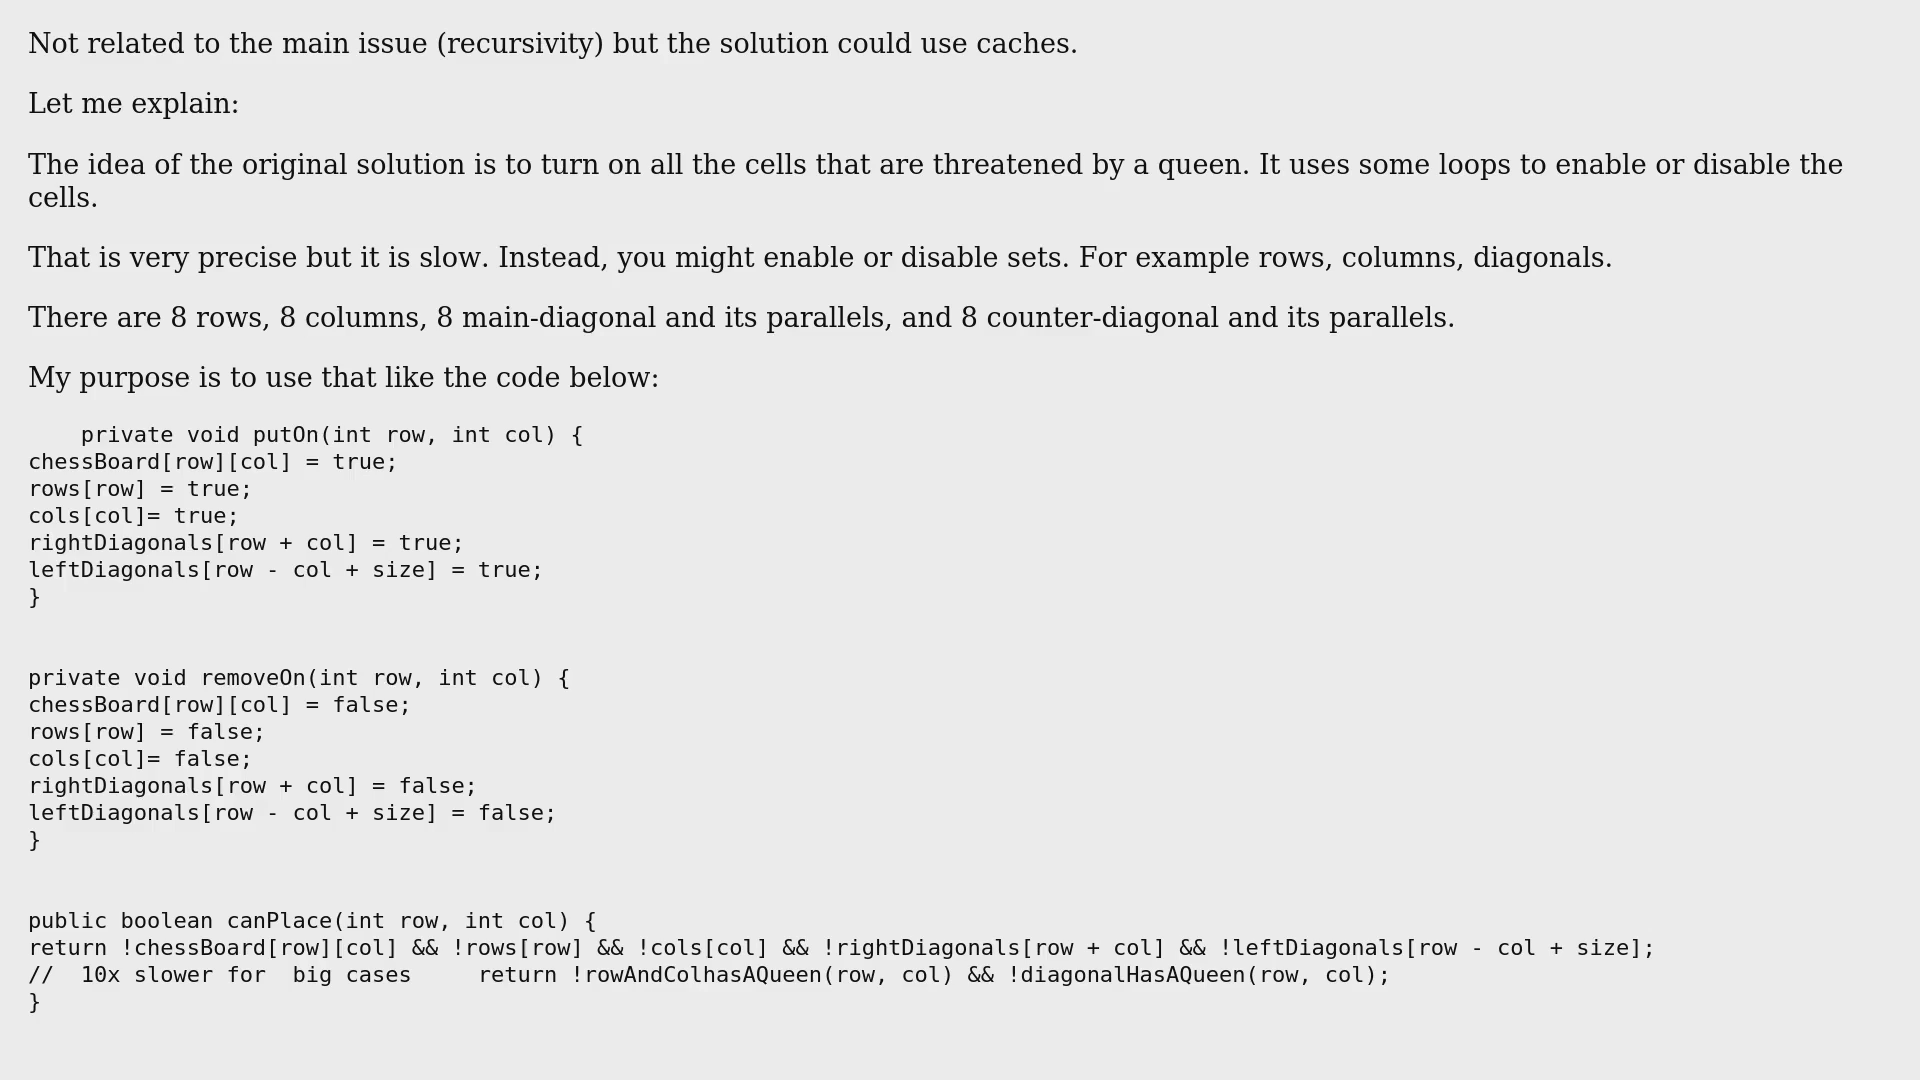 Not related to the main issue (recursivity) but the solution could use caches.
Let me explain:
The idea of the original solution is to turn on all the cells that are threatened by a queen. It uses some loops to enable or disable the
cells.
That is very precise but it is slow. Instead, you might enable or disable sets. For example rows, columns, diagonals.
There are 8 rows, 8 columns, 8 main-diagonal and its parallels, and 8 counter-diagonal and its parallels.
My purpose is to use that like the code below:
    private void putOn(int row, int col) {
chessBoard[row][col] = true;
rows[row] = true;
cols[col]= true;
rightDiagonals[row + col] = true;
leftDiagonals[row - col + size] = true;
}
private void removeOn(int row, int col) {
chessBoard[row][col] = false;
rows[row] = false;
cols[col]= false;
rightDiagonals[row + col] = false;
leftDiagonals[row - col + size] = false;
}
public boolean canPlace(int row, int col) {
return !chessBoard[row][col] && !rows[row] && !cols[col] && !rightDiagonals[row + col] && !leftDiagonals[row - col + size];
//  10x slower for  big cases     return !rowAndColhasAQueen(row, col) && !diagonalHasAQueen(row, col);
}